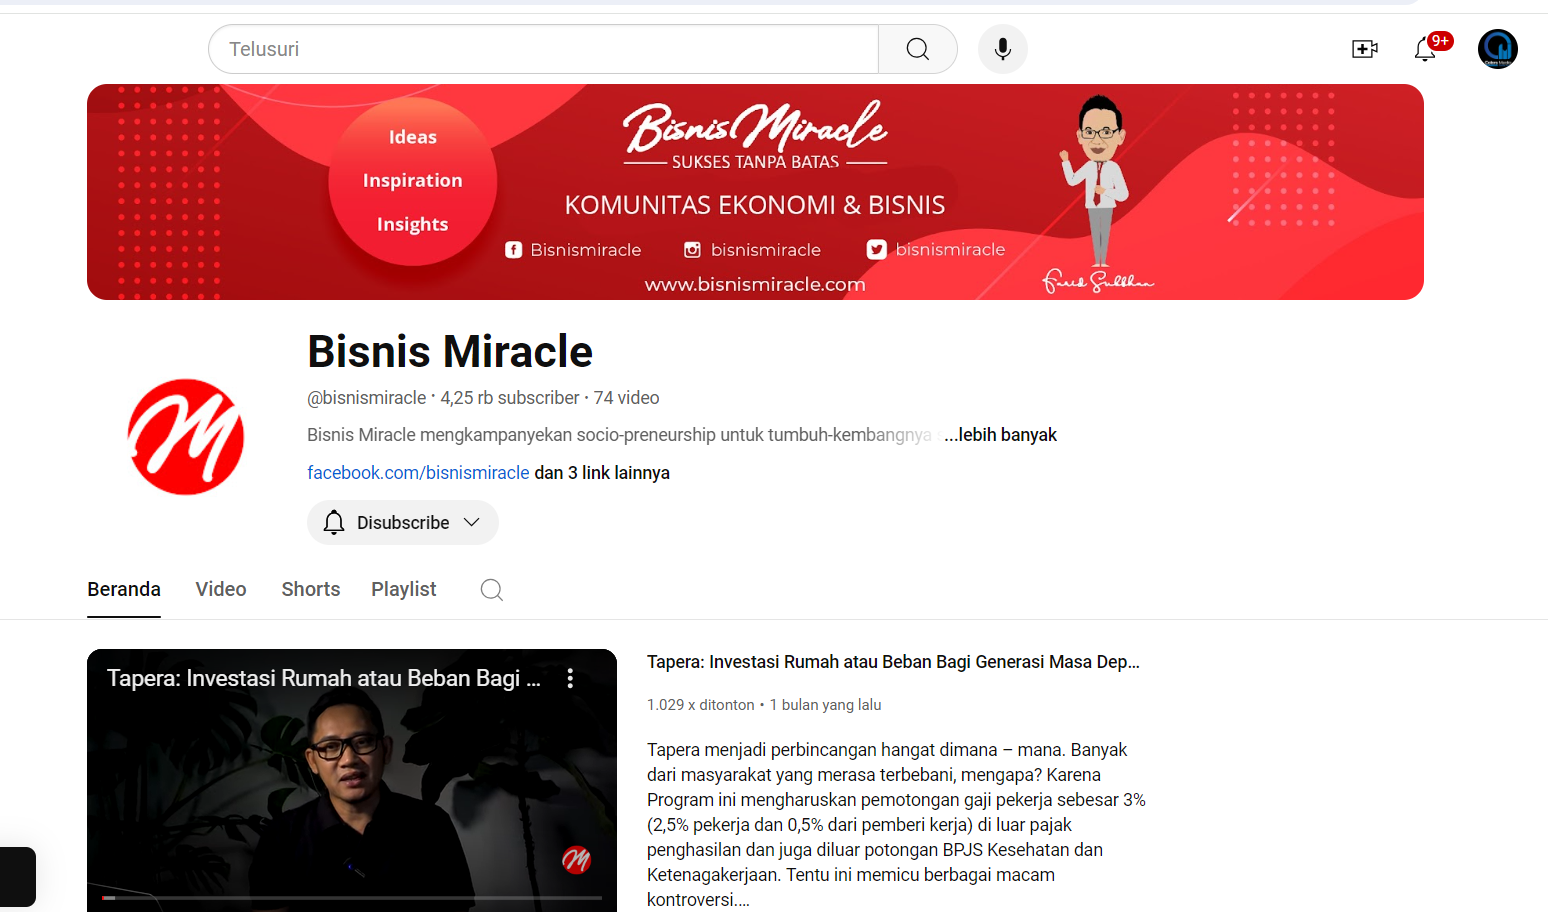 Telusuri
9+
Ideas
Inspiration
Insights
Bisnis Miracle
SUKSES TANPA BATAS
KOMUNITAS EKONOMI & BISNIS
Bisnismiracle
bisnismiracle
bisnismiracle
www.bisnismiracle.com
Farid Subkhan
Bisnis Miracle
@bisnismiracle • 4,25 rb subscriber • 74 video
Bisnis Miracle mengkampanyekan socio-preneurship untuk tumbuh-kembangnya ...lebih banyak
facebook.com/bisnismiracle dan 3 link lainnya
Disubscribe
Beranda Video Shorts Playlist
Tapera: Investasi Rumah atau Beban Bagi ...
Tapera: Investasi Rumah atau Beban Bagi Generasi Masa Dep...
1.029 x ditonton • 1 bulan yang lalu
Tapera menjadi perbincangan hangat dimana – mana. Banyak
dari masyarakat yang merasa terbebani, mengapa? Karena
Program ini mengharuskan pemotongan gaji pekerja sebesar 3%
(2,5% pekerja dan 0,5% dari pemberi kerja) di luar pajak
penghasilan dan juga diluar potongan BPJS Kesehatan dan
Ketenagakerjaan. Tentu ini memicu berbagai macam
kontroversi....